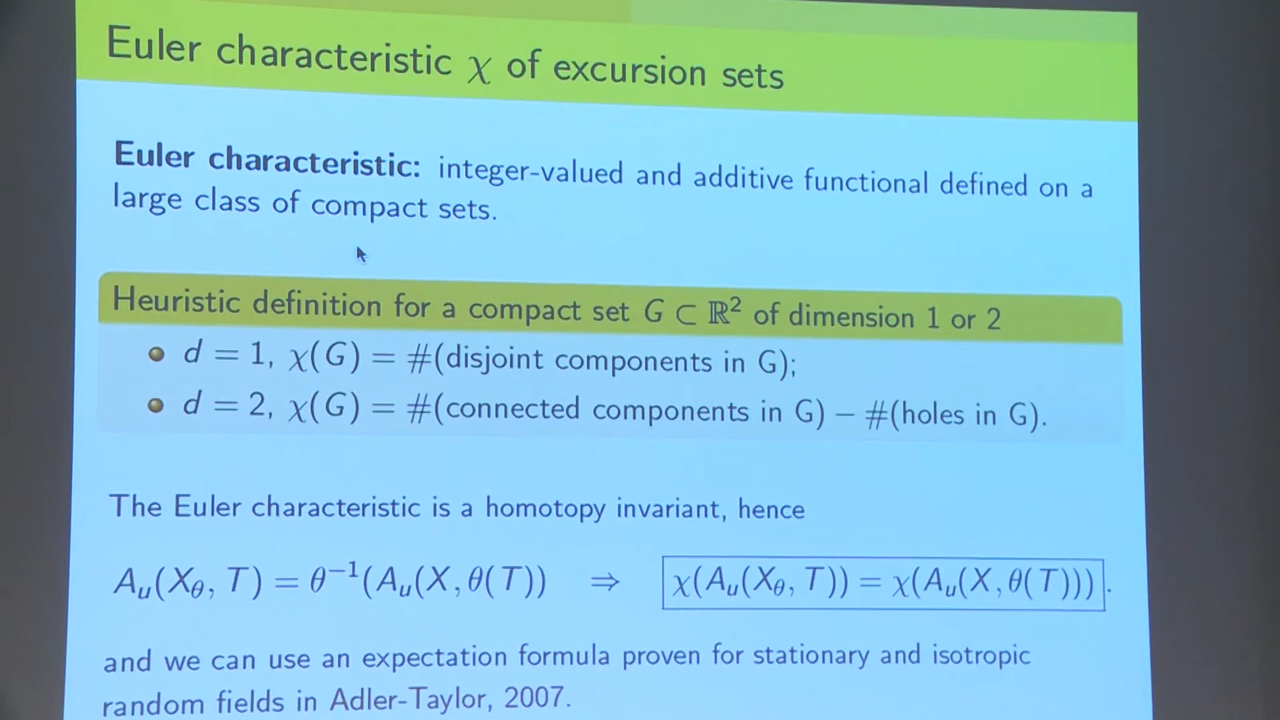 Euler characteristic χ of excursion sets
Euler characteristic: integer-valued and additive functional defined on a
large class of compact sets.
Heuristic definition for a compact set G ⊂ ℝ² of dimension 1 or 2
d = 1, χ(G) = #(disjoint components in G);
d = 2, χ(G) = #(connected components in G) − #(holes in G).
The Euler characteristic is a homotopy invariant, hence
A_u(X_θ, T) = θ⁻¹(A_u(X, θ(T)) ⇒ χ(A_u(X_θ, T)) = χ(A_u(X, θ(T))).
and we can use an expectation formula proven for stationary and isotropic
random fields in Adler-Taylor, 2007.